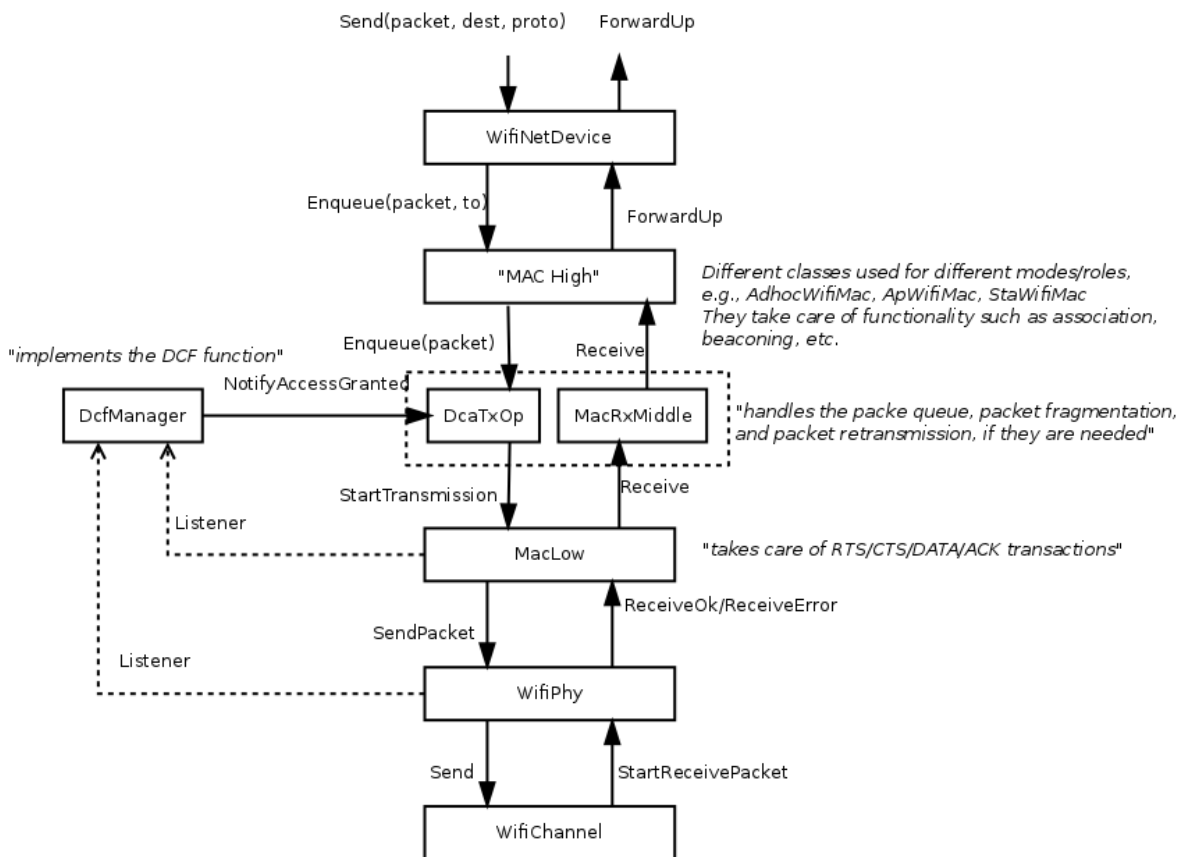 Send(packet, dest, proto)
ForwardUp
WifiNetDevice
Enqueue(packet, to)
ForwardUp
"MAC High"
Different classes used for different modes/roles,
e.g., AdhocWifiMac, ApWifiMac, StaWifiMac
They take care of functionality such as association,
beaconing, etc.
Enqueue(packet)
Receive
"implements the DCF function"
NotifyAccessGranted
DcfManager
DcaTxOp
MacRxMiddle
"handles the packe queue, packet fragmentation,
and packet retransmission, if they are needed"
StartTransmission
Receive
Listener
MacLow
"takes care of RTS/CTS/DATA/ACK transactions"
SendPacket
ReceiveOk/ReceiveError
Listener
WifiPhy
Send
StartReceivePacket
WifiChannel